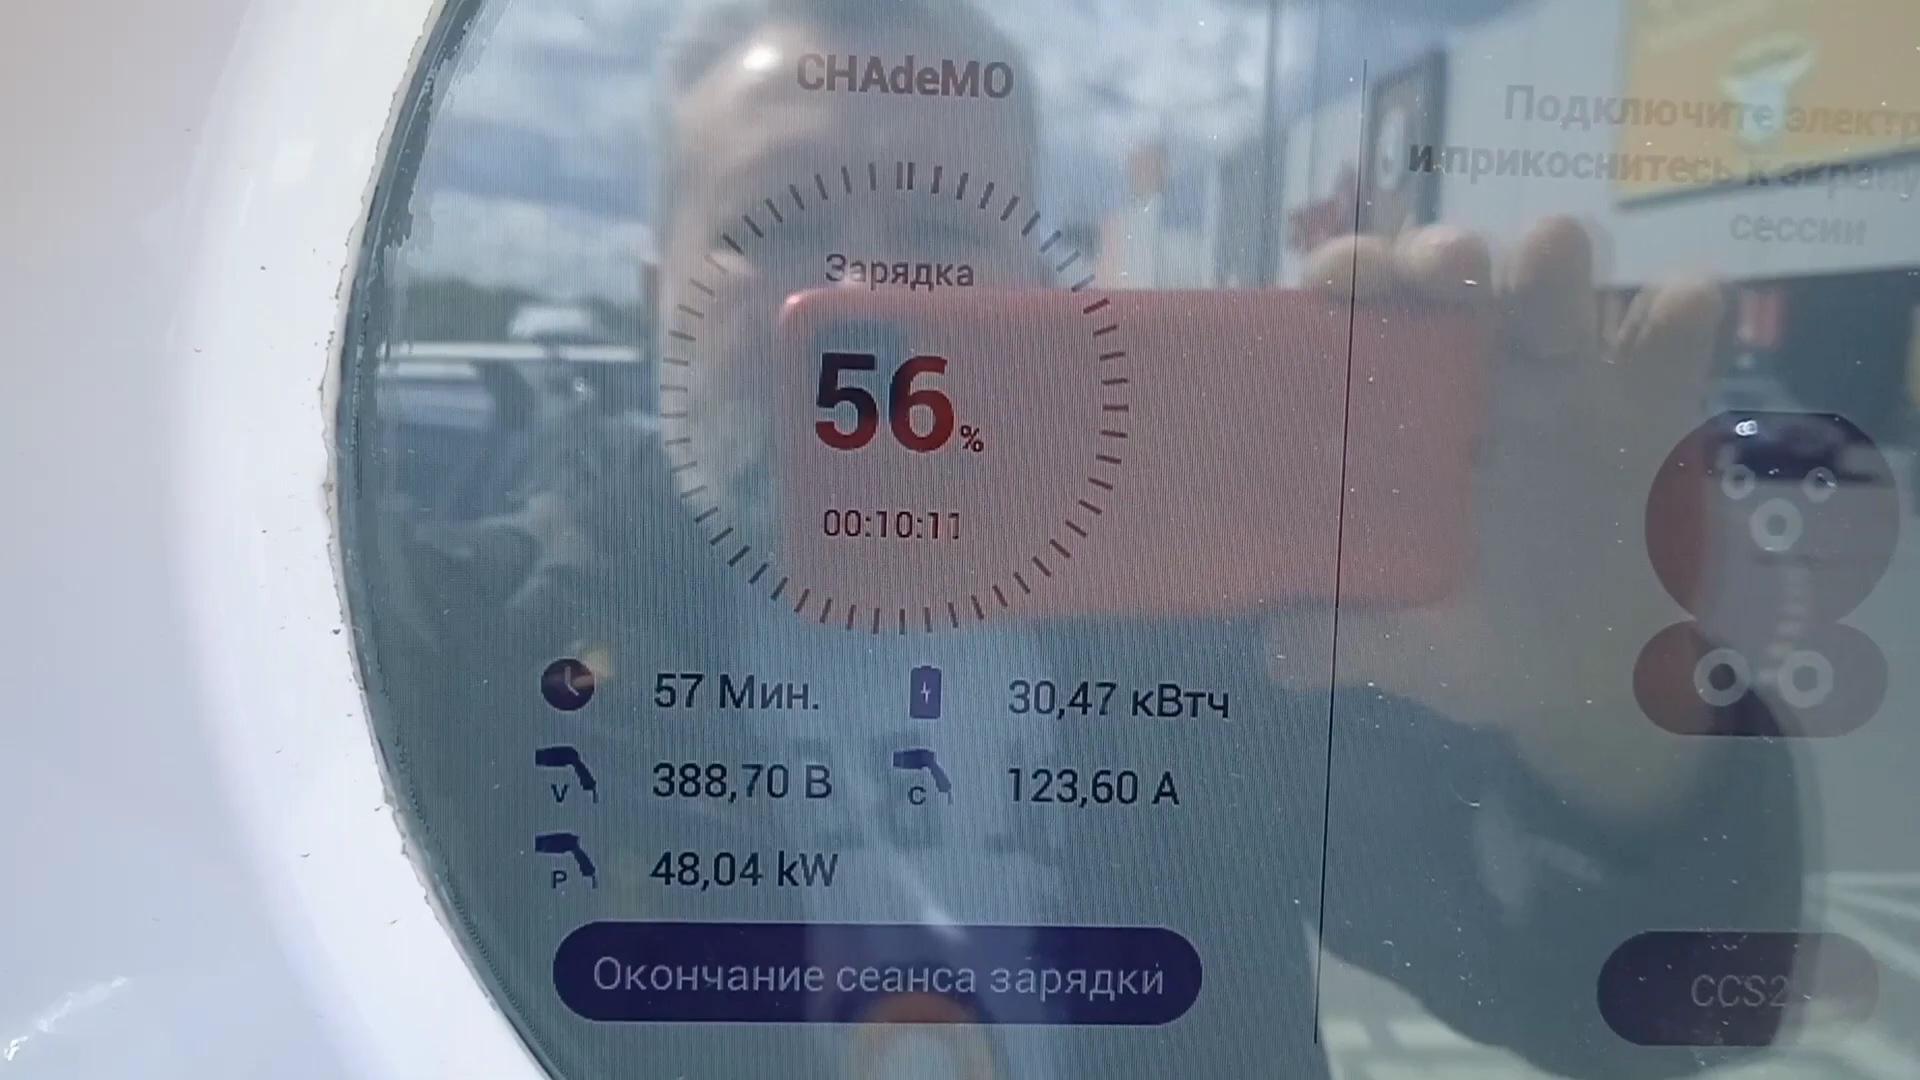 CHAdeMO
Зарядка
56%
00:10:11
57 Мин.
30,47 кВтч
V
388,70 В
C
123,60 A
P
48,04 kW
Окончание сеанса зарядки
Подключите
и прикоснитесь к экрану
сессии
CCS2